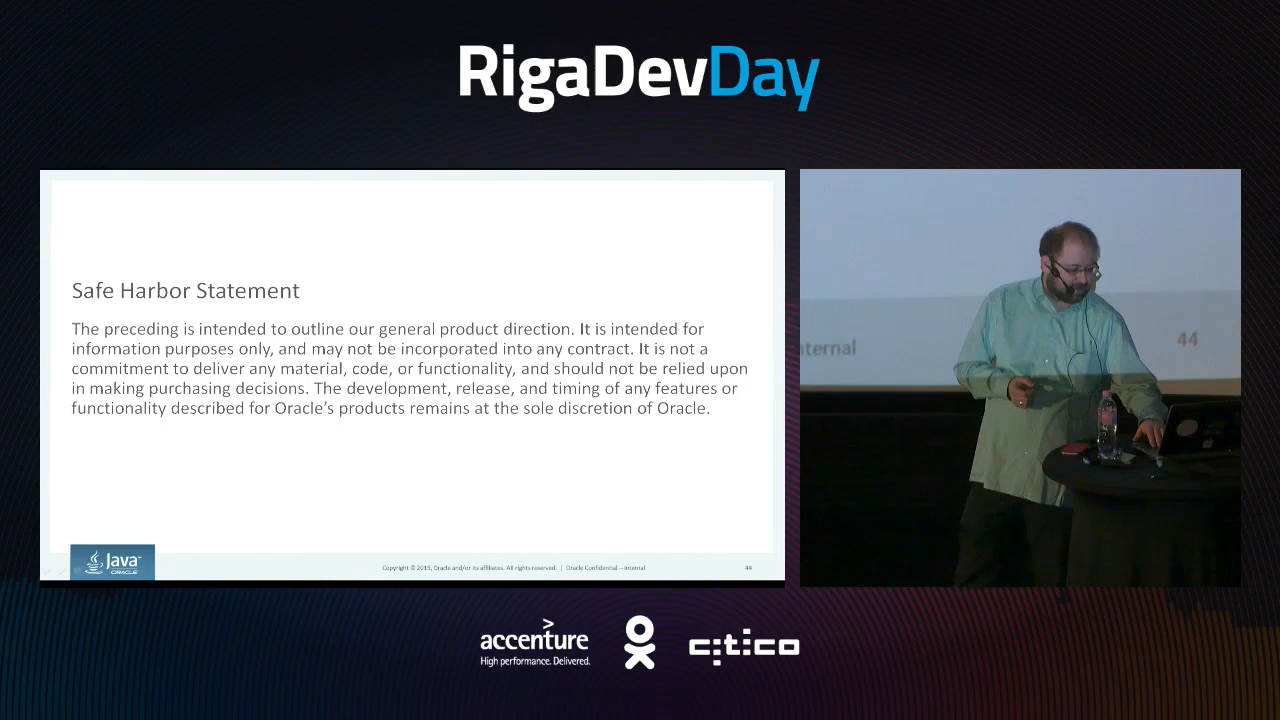 RigaDevDay
Safe Harbor Statement
The preceding is intended to outline our general product direction. It is intended for
information purposes only, and may not be incorporated into any contract. It is not a
commitment to deliver any material, code, or functionality, and should not be relied upon
in making purchasing decisions. The development, release, and timing of any features or
functionality described for Oracle's products remains at the sole discretion of Oracle.
Java™
ORACLE
Copyright © 2015, Oracle and/or its affiliates. All rights reserved. | Oracle Confidential – Internal
44
nternal
44
accenture
High performance. Delivered.
citico